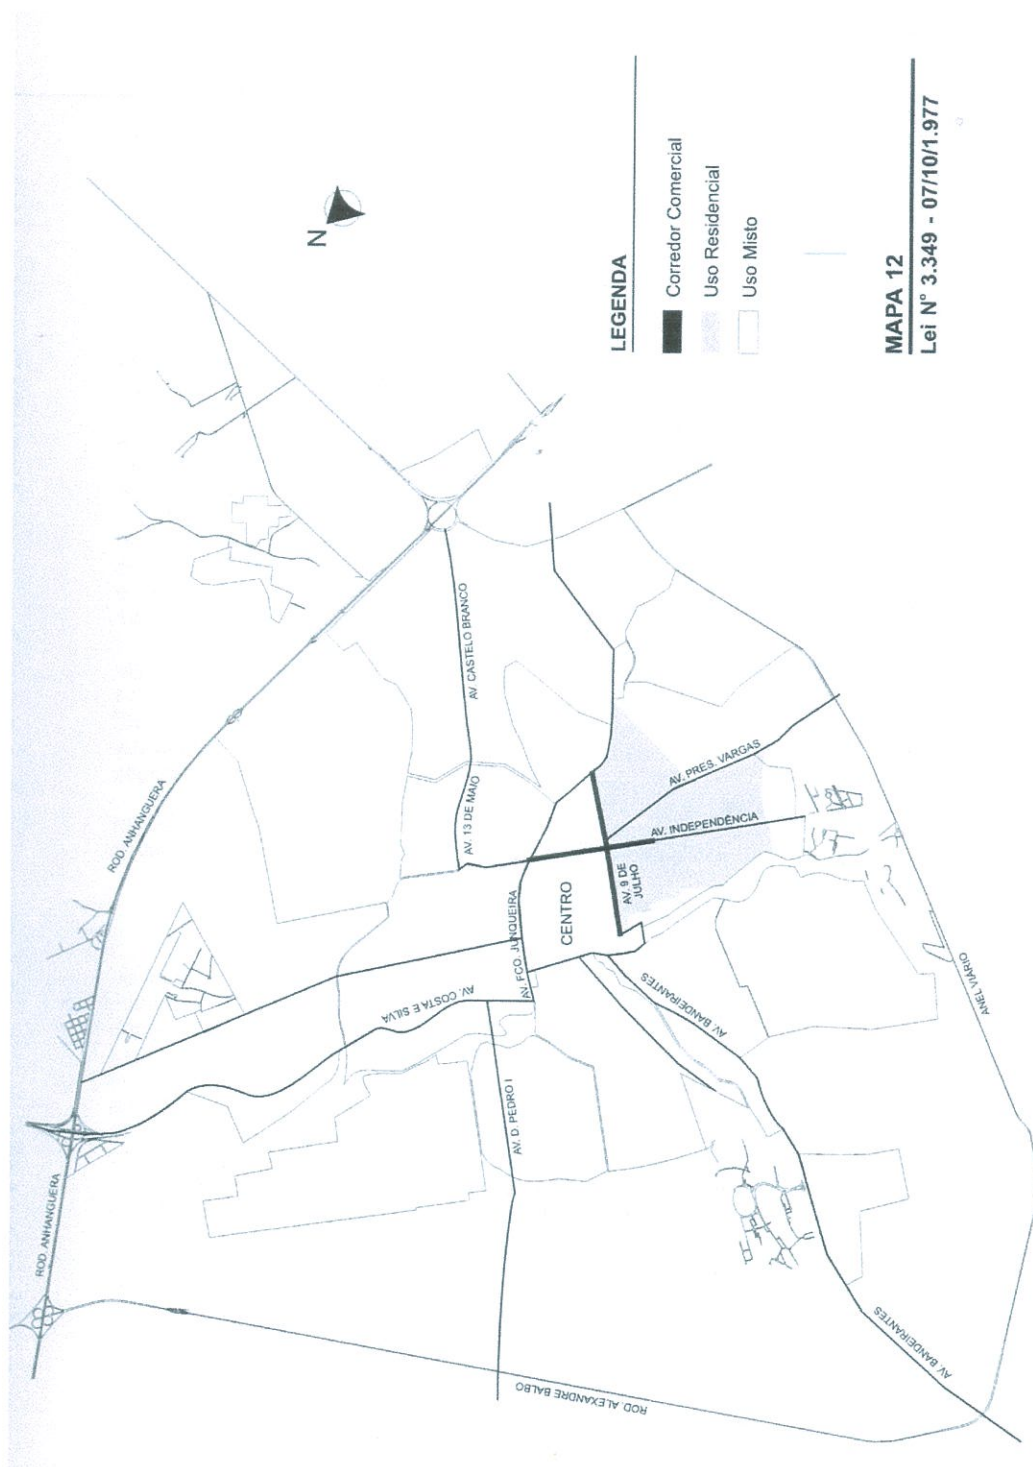 N
ROD ANHANGUERA
ROD ANHANGUERA
AV. CASTELO BRANCO
AV. 13 DE MAIO
AV. PRES. VARGAS
AV. INDEPENDÊNCIA
AV. 9 DE
JULHO
CENTRO
AV. FCO. JUNQUEIRA
AV. COSTA E SILVA
AV. D. PEDRO I
AV. BANDEIRANTES
AV. BANDEIRANTES
ANEL VIÁRIO
ROD. ALEXANDRE BALBO
LEGENDA
Corredor Comercial
Uso Residencial
Uso Misto
MAPA 12
Lei N° 3.349 - 07/10/1.977